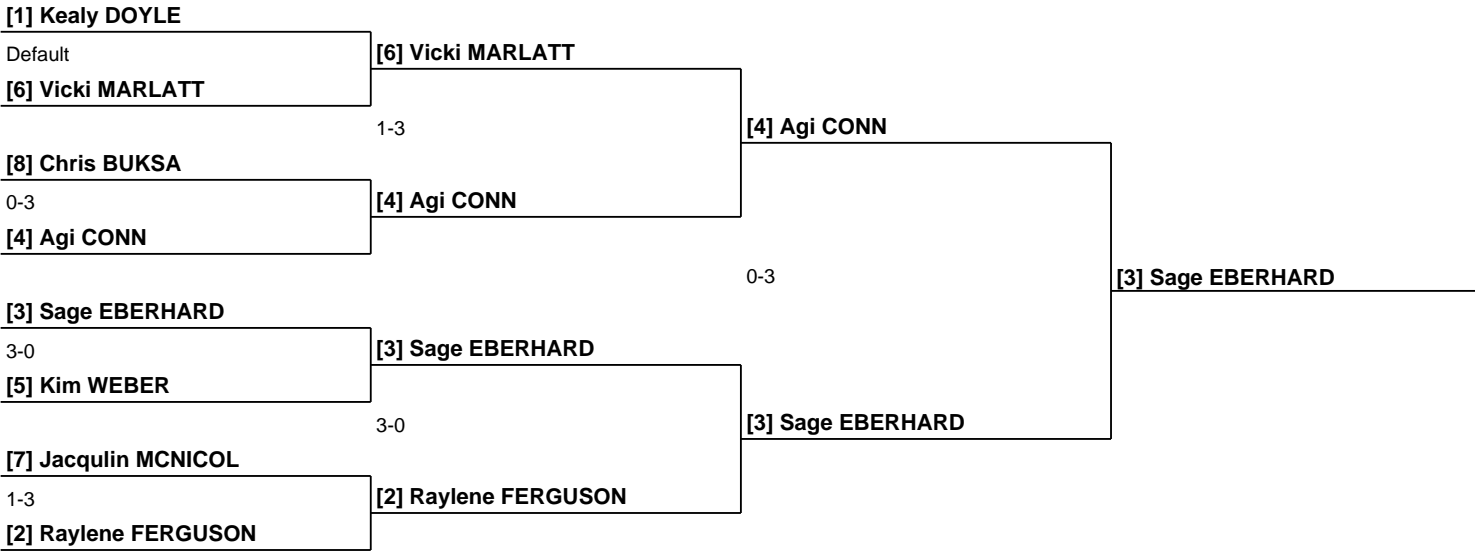 [1] Kealy DOYLE
Default
[6] Vicki MARLATT
[6] Vicki MARLATT
1-3
[4] Agi CONN
[8] Chris BUKSA
0-3
[4] Agi CONN
[4] Agi CONN
0-3
[3] Sage EBERHARD
[3] Sage EBERHARD
3-0
[3] Sage EBERHARD
[5] Kim WEBER
3-0
[3] Sage EBERHARD
[7] Jacqulin MCNICOL
1-3
[2] Raylene FERGUSON
[2] Raylene FERGUSON